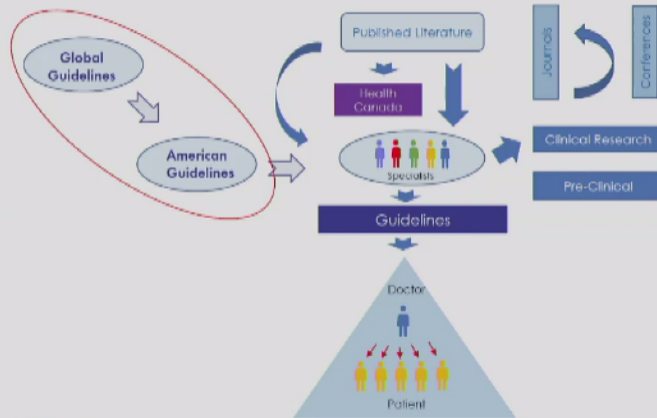 Global
Guidelines
American
Guidelines
Published Literature
Health
Canada
Specialists
Guidelines
Doctor
Patient
Journals
Conferences
Clinical Research
Pre-Clinical